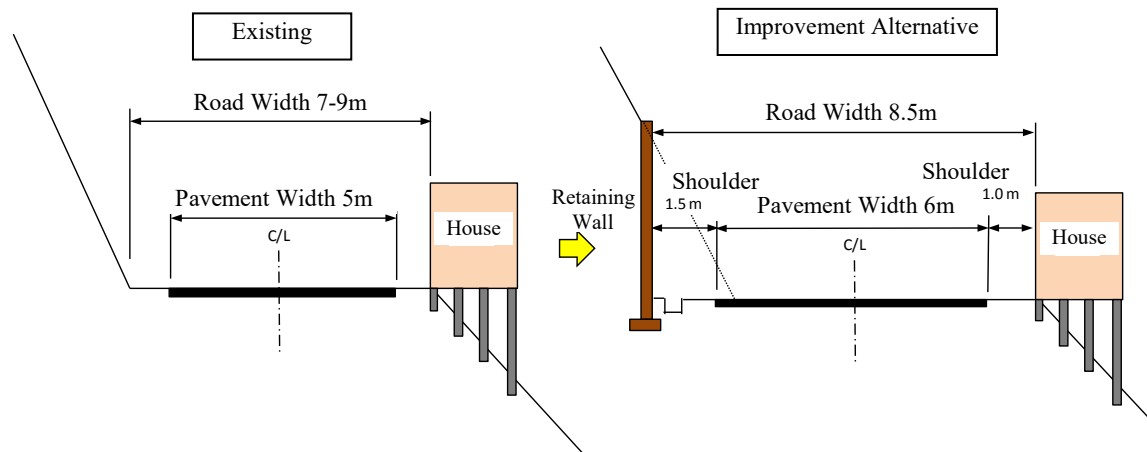 Existing
Road Width 7-9m
Pavement Width 5m
C/L
House
Improvement Alternative
Road Width 8.5m
Retaining
Wall
Shoulder
1.5 m
Shoulder
1.0 m
Pavement Width 6m
C/L
House